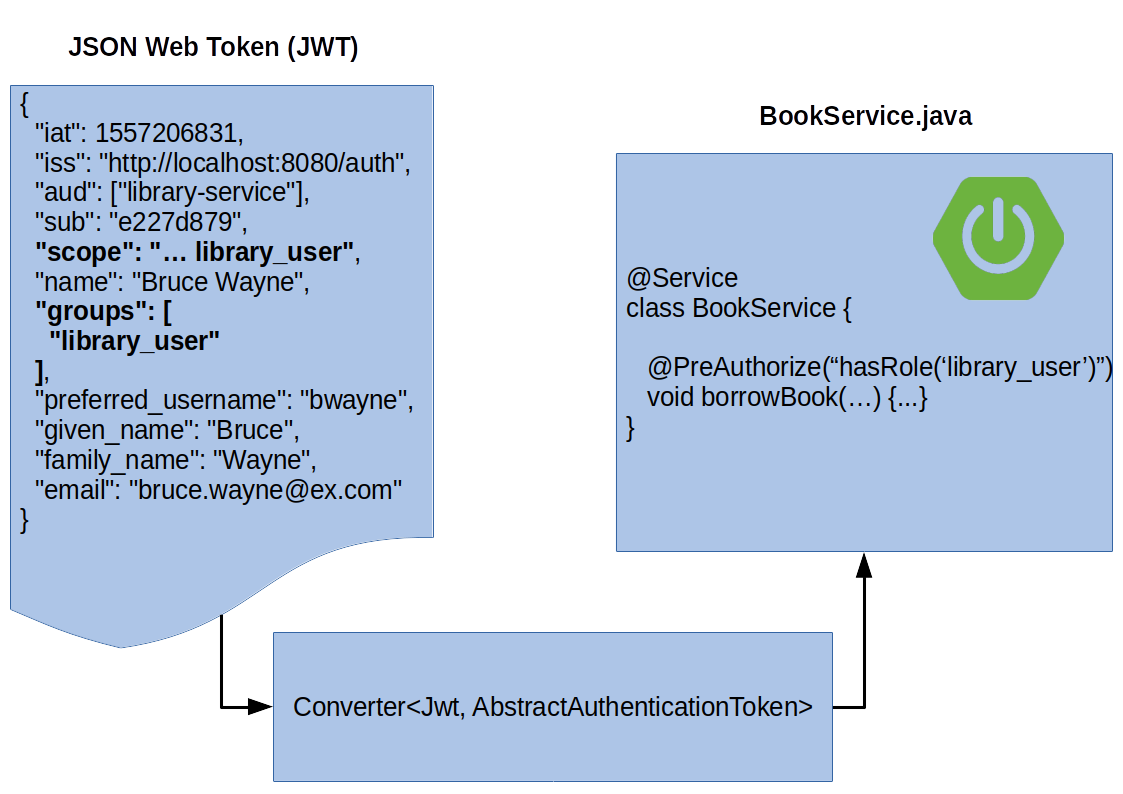 JSON Web Token (JWT)
{
"iat": 1557206831,
"iss": "http://localhost:8080/auth",
"aud": ["library-service"],
"sub": "e227d879",
"scope": "… library_user",
"name": "Bruce Wayne",
"groups": [
"library_user"
],
"preferred_username": "bwayne",
"given_name": "Bruce",
"family_name": "Wayne",
"email": "bruce.wayne@ex.com"
}
BookService.java
@Service
class BookService {
@PreAuthorize(“hasRole(‘library_user’)”)
void borrowBook(…) {...}
}
Converter<Jwt, AbstractAuthenticationToken>